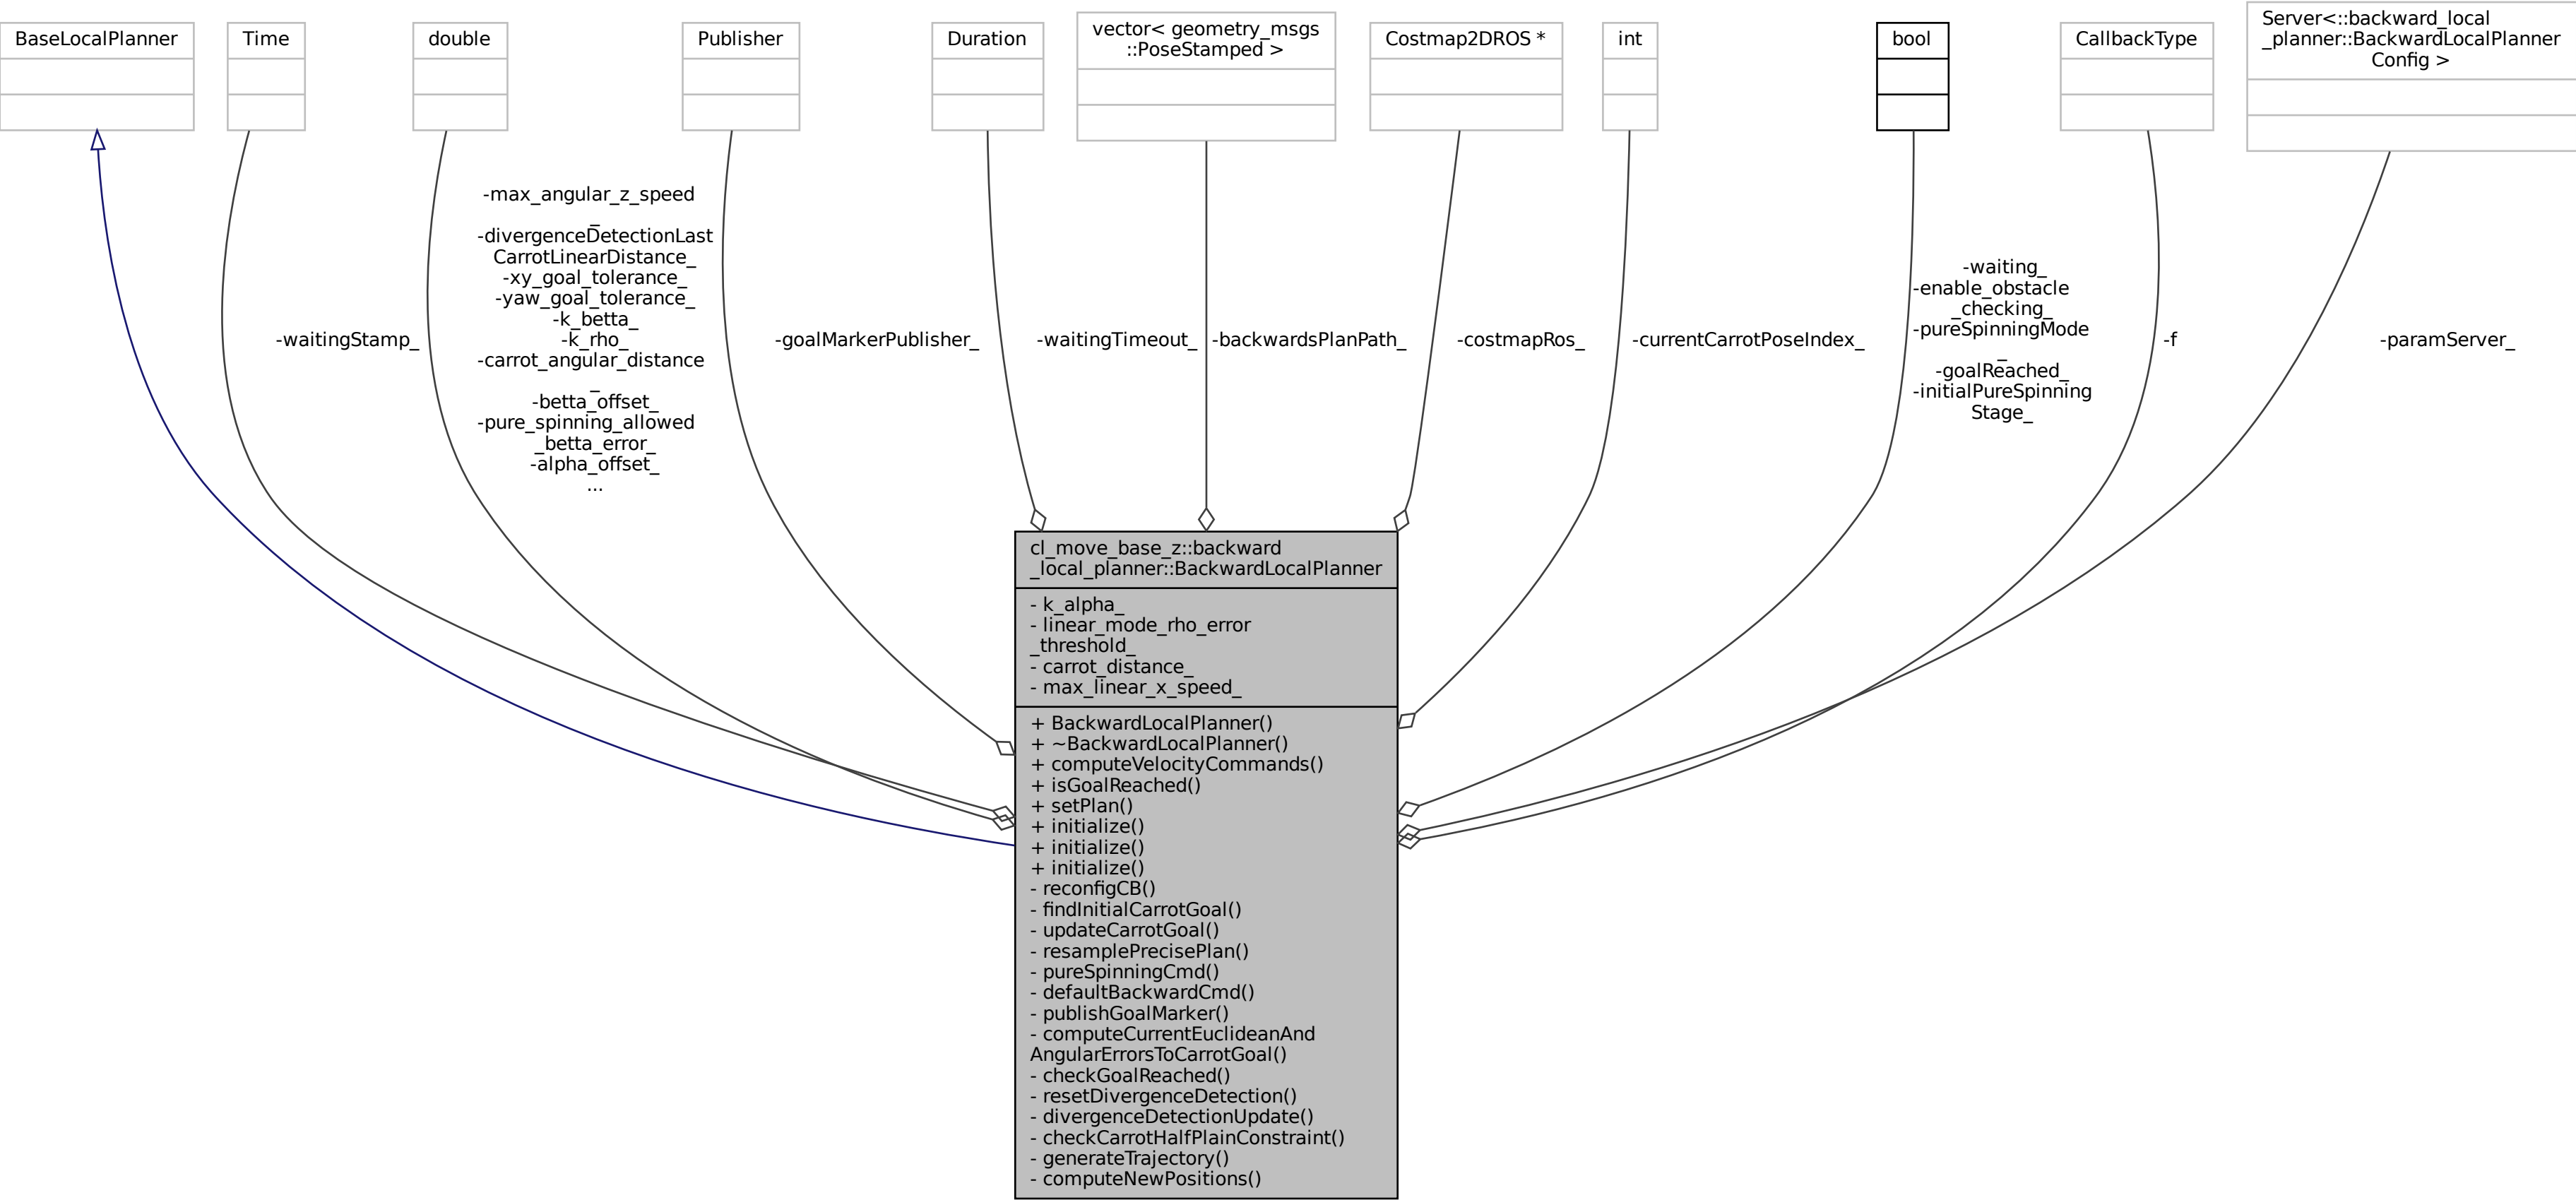 BaseLocalPlanner
Time
double
Publisher
Duration
vector< geometry_msgs
::PoseStamped >
Costmap2DROS *
int
bool
CallbackType
Server<::backward_local
_planner::BackwardLocalPlanner
Config >
-waitingStamp_
-max_angular_z_speed
_
-divergenceDetectionLast
CarrotLinearDistance_
-xy_goal_tolerance_
-yaw_goal_tolerance_
-k_betta_
-k_rho_
-carrot_angular_distance
_
-betta_offset_
-pure_spinning_allowed
_betta_error_
-alpha_offset_
...
-goalMarkerPublisher_
-waitingTimeout_
-backwardsPlanPath_
-costmapRos_
-currentCarrotPoseIndex_
-waiting_
-enable_obstacle
_checking_
-pureSpinningMode
_
-goalReached_
-initialPureSpinning
Stage_
-f
-paramServer_
cl_move_base_z::backward
_local_planner::BackwardLocalPlanner
- k_alpha_
- linear_mode_rho_error
_threshold_
- carrot_distance_
- max_linear_x_speed_
+ BackwardLocalPlanner()
+ ~BackwardLocalPlanner()
+ computeVelocityCommands()
+ isGoalReached()
+ setPlan()
+ initialize()
+ initialize()
+ initialize()
- reconfigCB()
- findInitialCarrotGoal()
- updateCarrotGoal()
- resamplePrecisePlan()
- pureSpinningCmd()
- defaultBackwardCmd()
- publishGoalMarker()
- computeCurrentEuclideanAnd
AngularErrorsToCarrotGoal()
- checkGoalReached()
- resetDivergenceDetection()
- divergenceDetectionUpdate()
- checkCarrotHalfPlainConstraint()
- generateTrajectory()
- computeNewPositions()